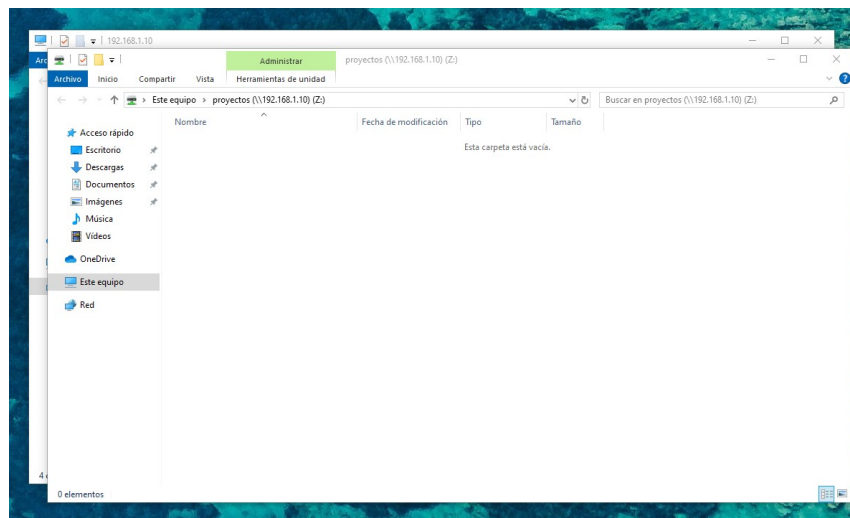 192.168.1.10
Administrar
proyectos (\\192.168.1.10) (Z:)
Archivo Inicio Compartir Vista Herramientas de unidad
Este equipo > proyectos (\\192.168.1.10) (Z:)
Buscar en proyectos (\\192.168.1.10) (Z:)
Nombre Fecha de modificación Tipo Tamaño
Esta carpeta está vacía.
Acceso rápido
Escritorio
Descargas
Documentos
Imágenes
Música
Vídeos
OneDrive
Este equipo
Red
0 elementos